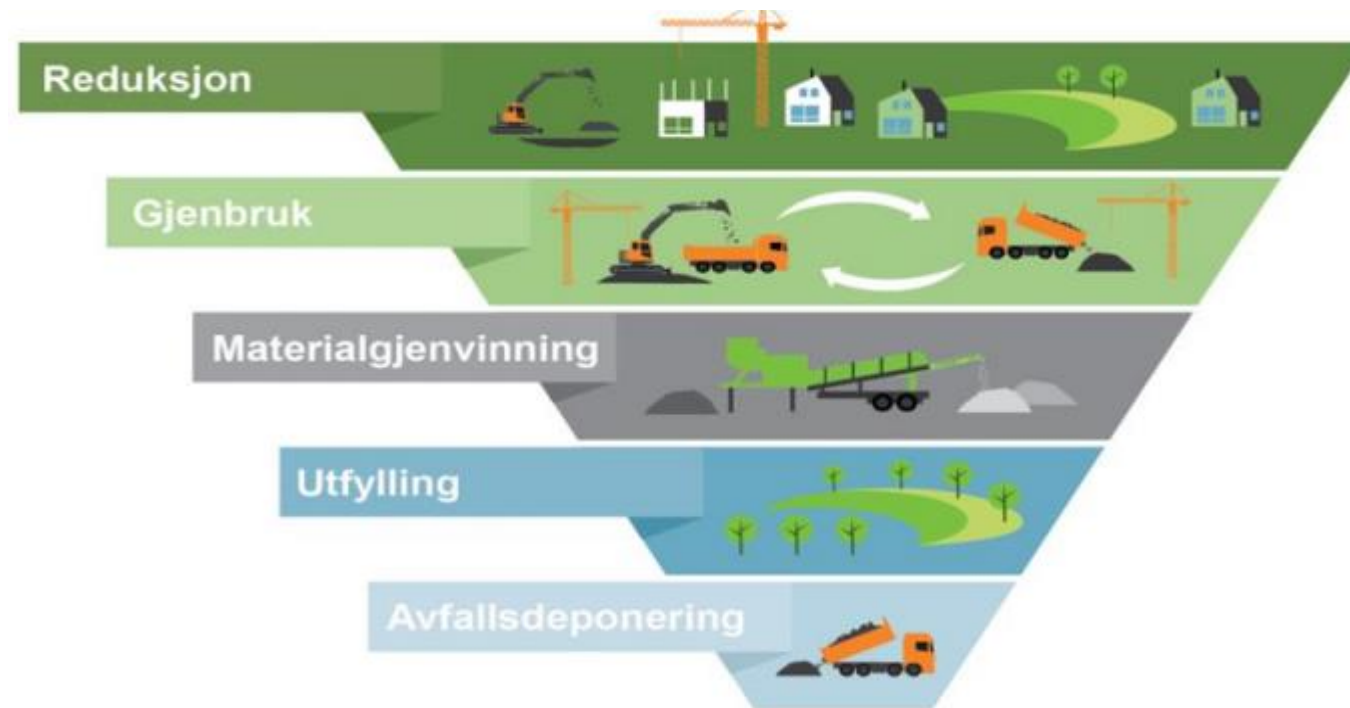 Reduksjon
Gjenbruk
Materialgjenvinning
Utfylling
Avfallsdeponering